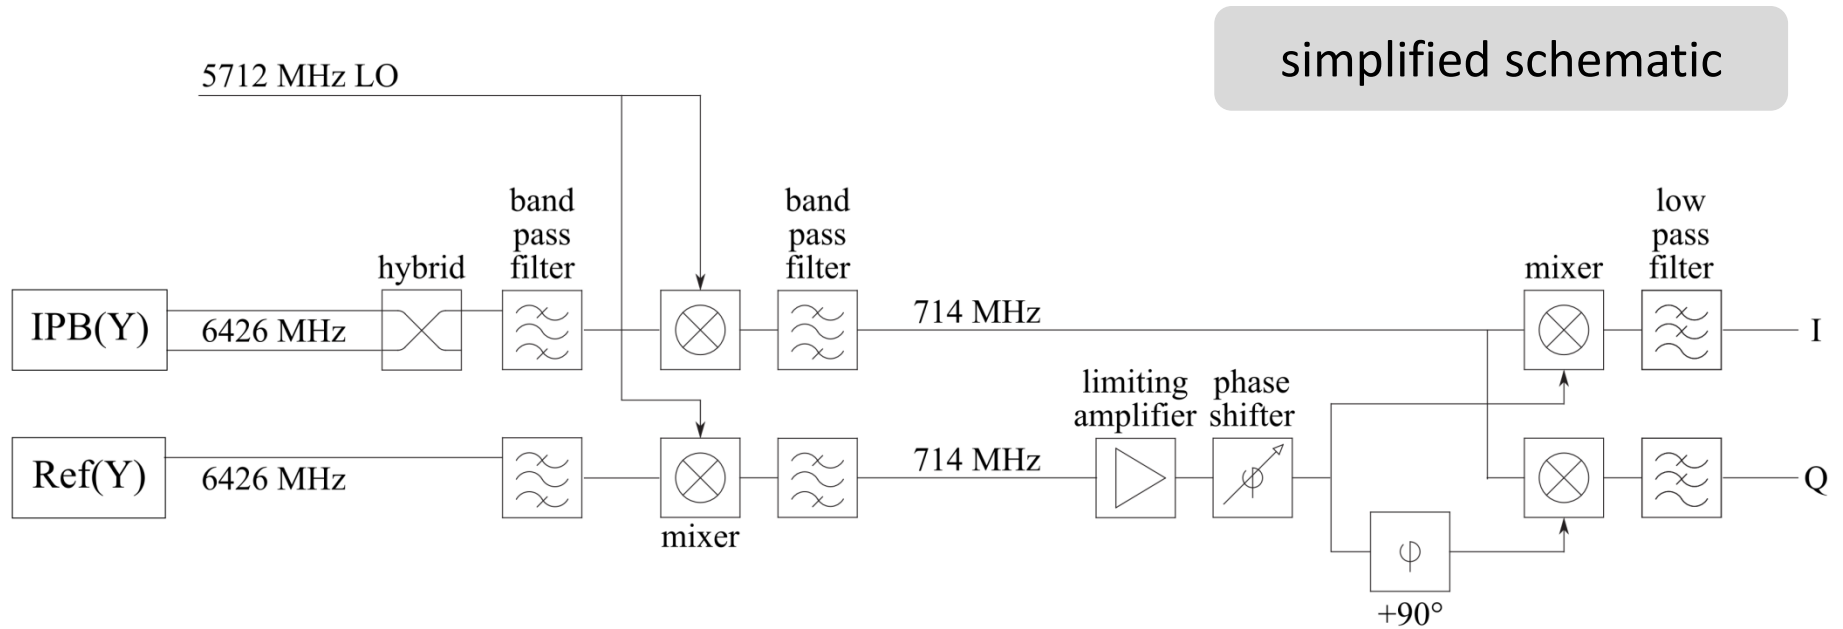 simplified schematic
5712 MHz LO
band
pass
filter
band
pass
filter
low
pass
filter
hybrid
mixer
IPB(Y)
6426 MHz
714 MHz
I
limiting
amplifier
phase
shifter
Ref(Y)
6426 MHz
714 MHz
φ
Q
mixer
φ
+90°